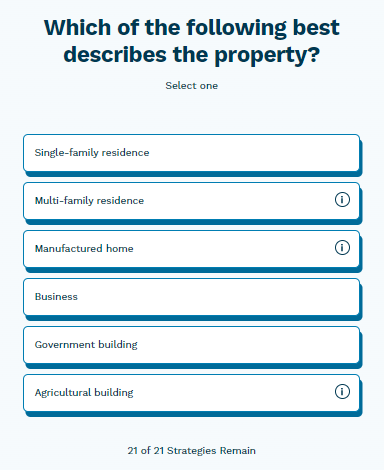 Which of the following best
describes the property?
Select one
Single-family residence
Multi-family residence
Manufactured home
Business
Government building
Agricultural building
21 of 21 Strategies Remain